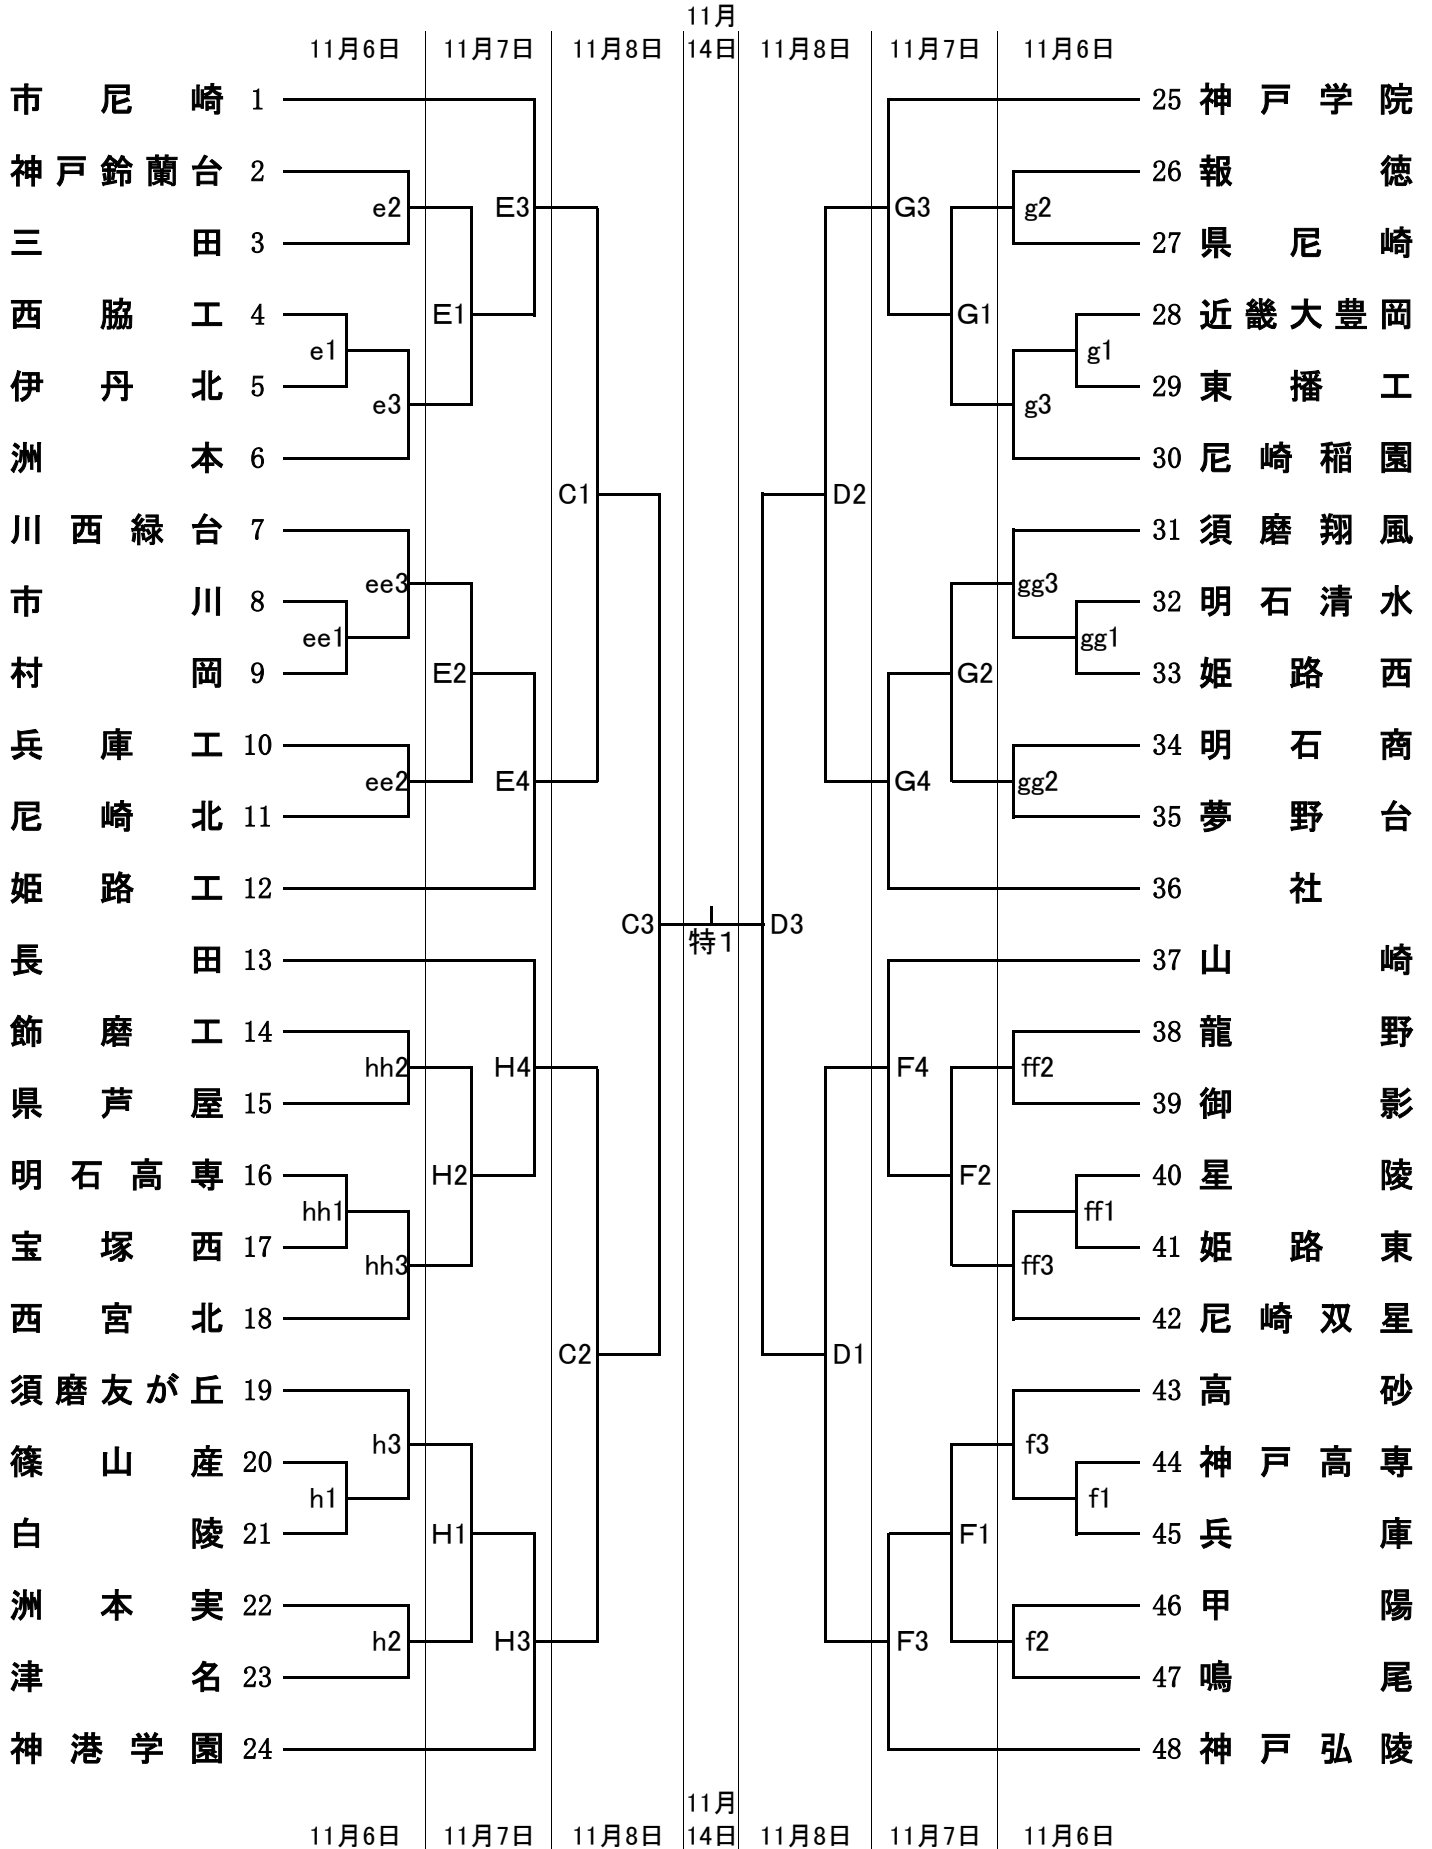 11月
11月6日 11月7日 11月8日 14日 11月8日 11月7日 11月6日
市尼崎 1 25 神戸学院
神戸鈴蘭台 2 26 報徳
e2 E3 G3 g2
三田 3 27 県尼崎
西脇工 4 E1 G1 28 近畿大豊岡
e1 g1
伊丹北 5 29 東播工
e3 g3
洲本 6 30 尼崎稲園
C1 D2
川西緑台 7 31 須磨翔風
ee3 gg3
市川 8 32 明石清水
ee1 gg1
村岡 9 E2 G2 33 姫路西
兵庫工 10 34 明石商
ee2 E4 G4 gg2
尼崎北 11 35 夢野台
姫路工 12 36 社
C3 特1 D3
長田 13 37 山崎
飾磨工 14 38 龍野
hh2 H4 F4 ff2
県芦屋 15 39 御影
明石高専 16 H2 F2 40 星陵
hh1 ff1
宝塚西 17 41 姫路東
hh3 ff3
西宮北 18 42 尼崎双星
C2 D1
須磨友が丘 19 43 高砂
h3 f3
篠山産 20 44 神戸高専
h1 f1
白陵 21 H1 F1 45 兵庫
洲本実 22 46 甲陽
h2 H3 F3 f2
津名 23 47 鳴尾
神港学園 24 48 神戸弘陵
11月
11月6日 11月7日 11月8日 14日 11月8日 11月7日 11月6日